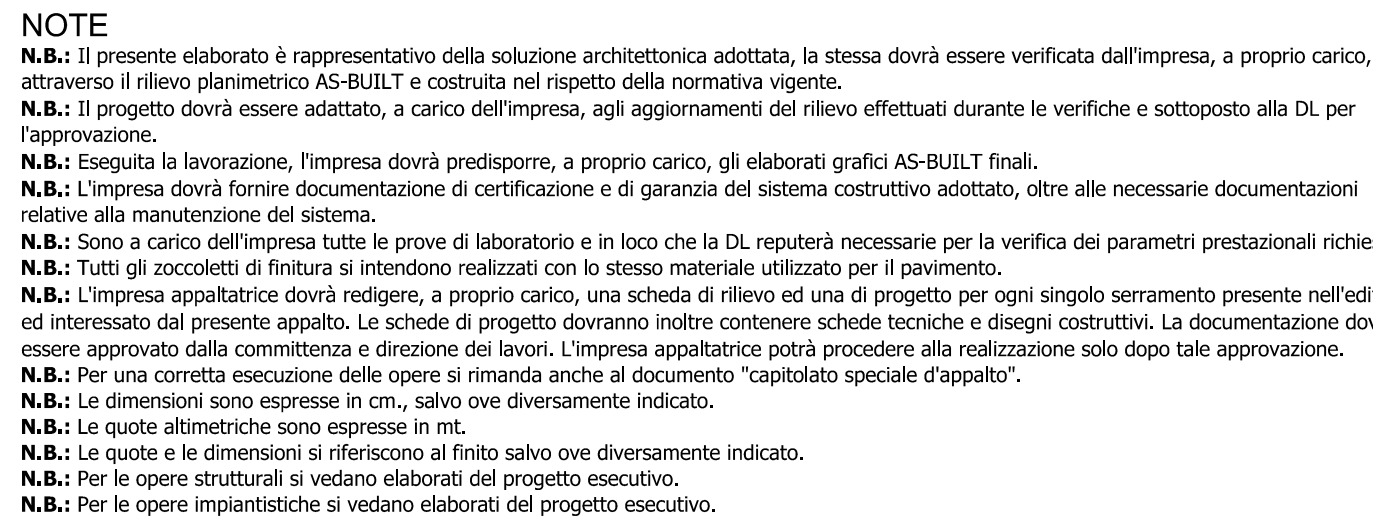 NOTE
N.B.: Il presente elaborato è rappresentativo della soluzione architettonica adottata, la stessa dovrà essere verificata dall'impresa, a proprio carico,
attraverso il rilievo planimetrico AS-BUILT e costruita nel rispetto della normativa vigente.
N.B.: Il progetto dovrà essere adattato, a carico dell'impresa, agli aggiornamenti del rilievo effettuati durante le verifiche e sottoposto alla DL per
l'approvazione.
N.B.: Eseguita la lavorazione, l'impresa dovrà predisporre, a proprio carico, gli elaborati grafici AS-BUILT finali.
N.B.: L'impresa dovrà fornire documentazione di certificazione e di garanzia del sistema costruttivo adottato, oltre alle necessarie documentazioni
relative alla manutenzione del sistema.
N.B.: Sono a carico dell'impresa tutte le prove di laboratorio e in loco che la DL reputerà necessarie per la verifica dei parametri prestazionali
N.B.: Tutti gli zoccoletti di finitura si intendono realizzati con lo stesso materiale utilizzato per il pavimento.
N.B.: L'impresa appaltatrice dovrà redigere, a proprio carico, una scheda di rilievo ed una di progetto per ogni singolo serramento presente
ed interessato dal presente appalto. Le schede di progetto dovranno inoltre contenere schede tecniche e disegni costruttivi. La documentazione
essere approvato dalla committenza e direzione dei lavori. L'impresa appaltatrice potrà procedere alla realizzazione solo dopo tale approvazione.
N.B.: Per una corretta esecuzione delle opere si rimanda anche al documento "capitolato speciale d'appalto".
N.B.: Le dimensioni sono espresse in cm., salvo ove diversamente indicato.
N.B.: Le quote altimetriche sono espresse in mt.
N.B.: Le quote e le dimensioni si riferiscono al finito salvo ove diversamente indicato.
N.B.: Per le opere strutturali si vedano elaborati del progetto esecutivo.
N.B.: Per le opere impiantistiche si vedano elaborati del progetto esecutivo.